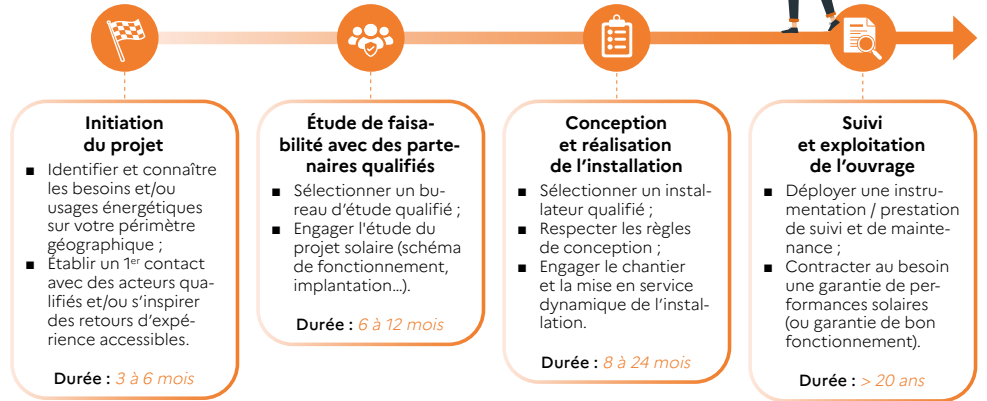 Initiation
du projet
■ Identifier et connaître
les besoins et/ou
usages énergétiques
sur votre périmètre
géographique ;
■ Établir un 1er contact
avec des acteurs qua-
lifiés et/ou s’inspirer
des retours d’expé-
rience accessibles.
Durée : 3 à 6 mois
Étude de faisa-
bilité avec des parte-
naires qualifiés
■ Sélectionner un bu-
reau d’étude qualifié ;
■ Engager l'étude du
projet solaire (schéma
de fonctionnement,
implantation…).
Durée : 6 à 12 mois
Conception
et réalisation
de l’installation
■ Sélectionner un instal-
lateur qualifié ;
■ Respecter les règles
de conception ;
■ Engager le chantier
et la mise en service
dynamique de l’instal-
lation.
Durée : 8 à 24 mois
Suivi
et exploitation
de l’ouvrage
■ Déployer une instru-
mentation / prestation
de suivi et de mainte-
nance ;
■ Contracter au besoin
une garantie de per-
formances solaires
(ou garantie de bon
fonctionnement).
Durée : > 20 ans